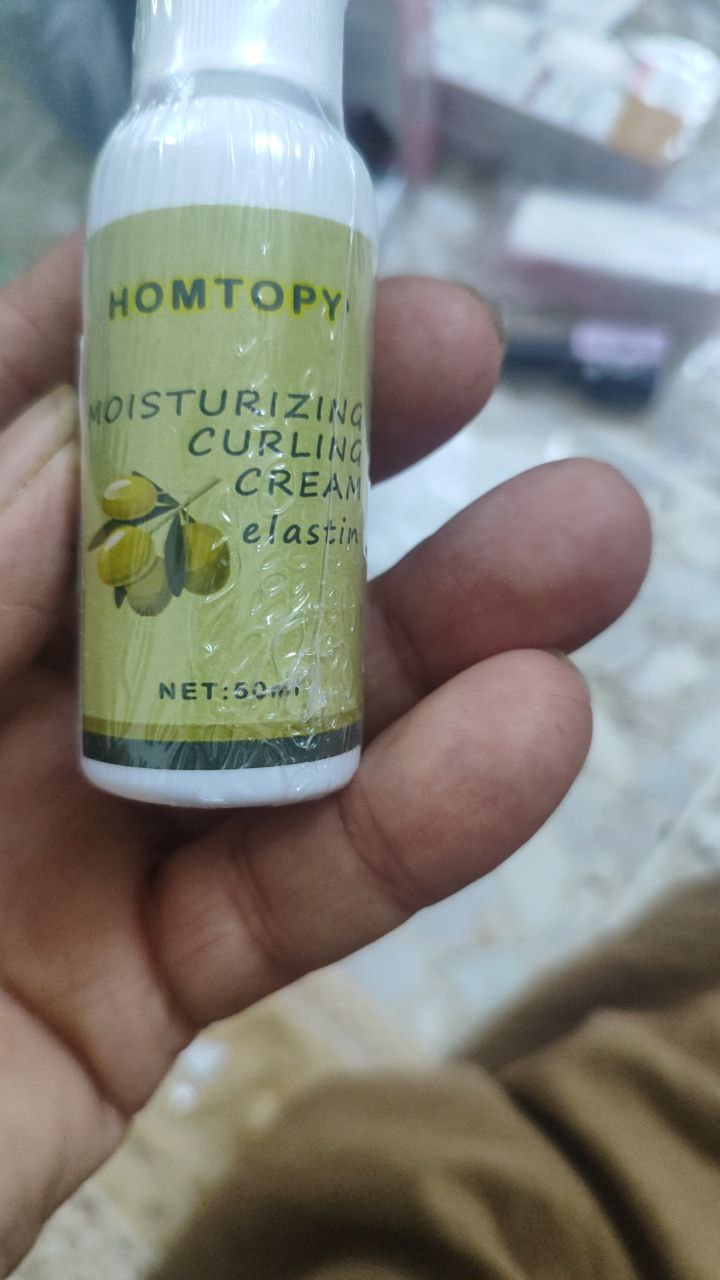 HOMTOPY
MOISTURIZING
CURLING
CREAM
elastin
NET:50ml